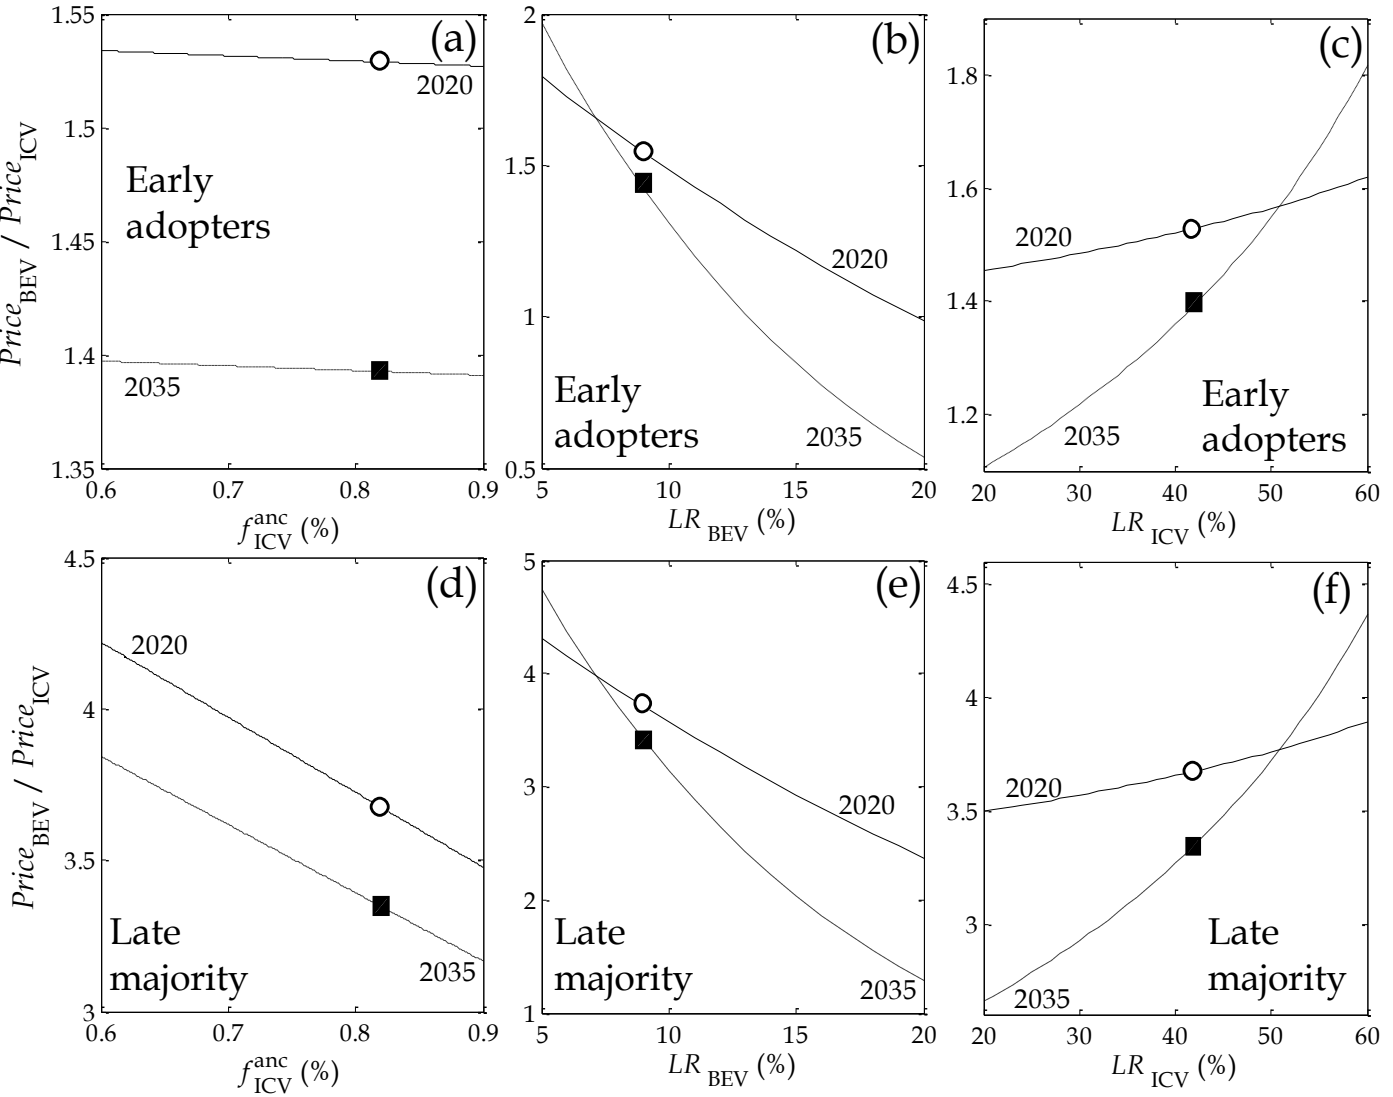 (a)
Price_BEV / Price_ICV
1.55
1.5
1.45
1.4
1.35
0.6 0.7 0.8 0.9
2020
Early
adopters
2035
f_ICV^anc (%)
(b)
2
1.5
1
0.5
5 10 15 20
2020
Early
adopters
2035
LR_BEV (%)
(c)
1.8
1.6
1.4
1.2
20 30 40 50 60
2020
Early
adopters
2035
LR_ICV (%)
(d)
Price_BEV / Price_ICV
4.5
4
3.5
3
0.6 0.7 0.8 0.9
2020
Late
majority
2035
f_ICV^anc (%)
(e)
5
4
3
2
1
5 10 15 20
2020
Late
majority
2035
LR_BEV (%)
(f)
4.5
4
3.5
3
20 30 40 50 60
2020
Late
majority
2035
LR_ICV (%)